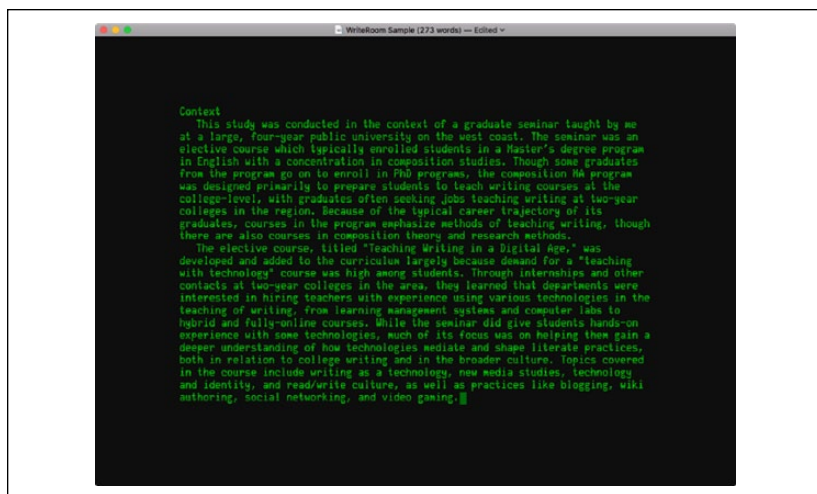 WriteRoom Sample (273 words) — Edited
Context
This study was conducted in the context of a graduate seminar taught by me
at a large, four-year public university on the west coast. The seminar was an
elective course which typically enrolled students in a Master's degree program
in English with a concentration in composition studies. Though some graduates
from the program go on to enroll in PhD programs, the composition MA program
was designed primarily to prepare students to teach writing courses at the
college-level, with graduates often seeking jobs teaching writing at two-year
colleges in the region. Because of the typical career trajectory of its
graduates, courses in the program emphasize methods of teaching writing, though
there are also courses in composition theory and research methods.
The elective course, titled "Teaching Writing in a Digital Age," was
developed and added to the curriculum largely because demand for a "teaching
with technology" course was high among students. Through internships and other
contacts at two-year colleges in the area, they learned that departments were
interested in hiring teachers with experience using various technologies in the
teaching of writing, from learning management systems and computer labs to
hybrid and fully-online courses. While the seminar did give students hands-on
experience with some technologies, much of its focus was on helping them gain a
deeper understanding of how technologies mediate and shape literate practices,
both in relation to college writing and in the broader culture. Topics covered
in the course include writing as a technology, new media studies, technology
and identity, and read/write culture, as well as practices like blogging, wiki
authoring, social networking, and video gaming.